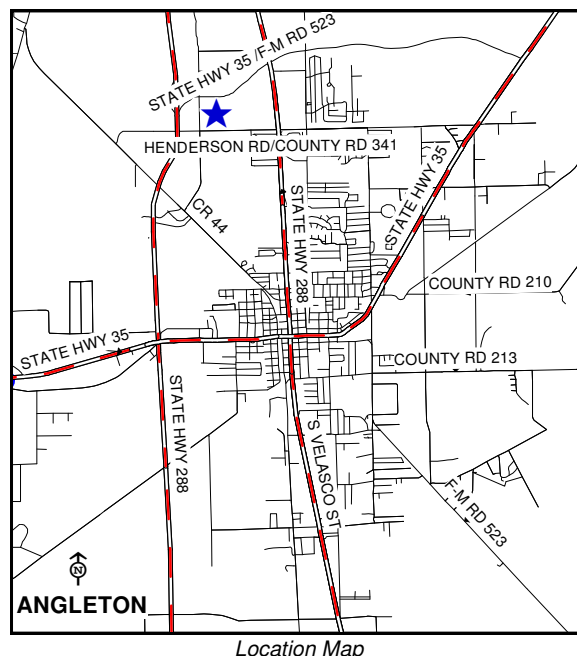 STATE HWY 35 /F-M RD 523
HENDERSON RD/COUNTY RD 341
STATE HWY 35
CR 44
STATE HWY 288
COUNTY RD 210
STATE HWY 35
COUNTY RD 213
STATE HWY 288
S VELASCO ST
F-M RD 523
N
ANGLETON
Location Map